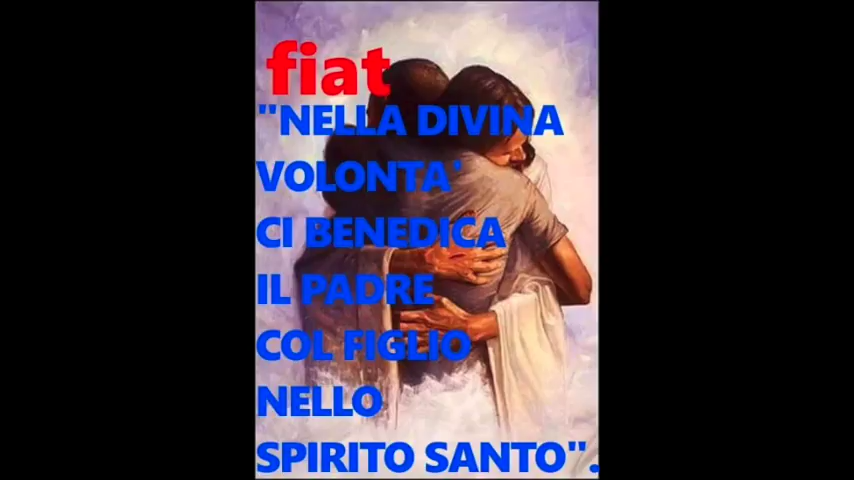 fiat
"NELLA DIVINA
VOLONTA'
CI BENEDICA
IL PADRE
COL FIGLIO
NELLO
SPIRITO SANTO".